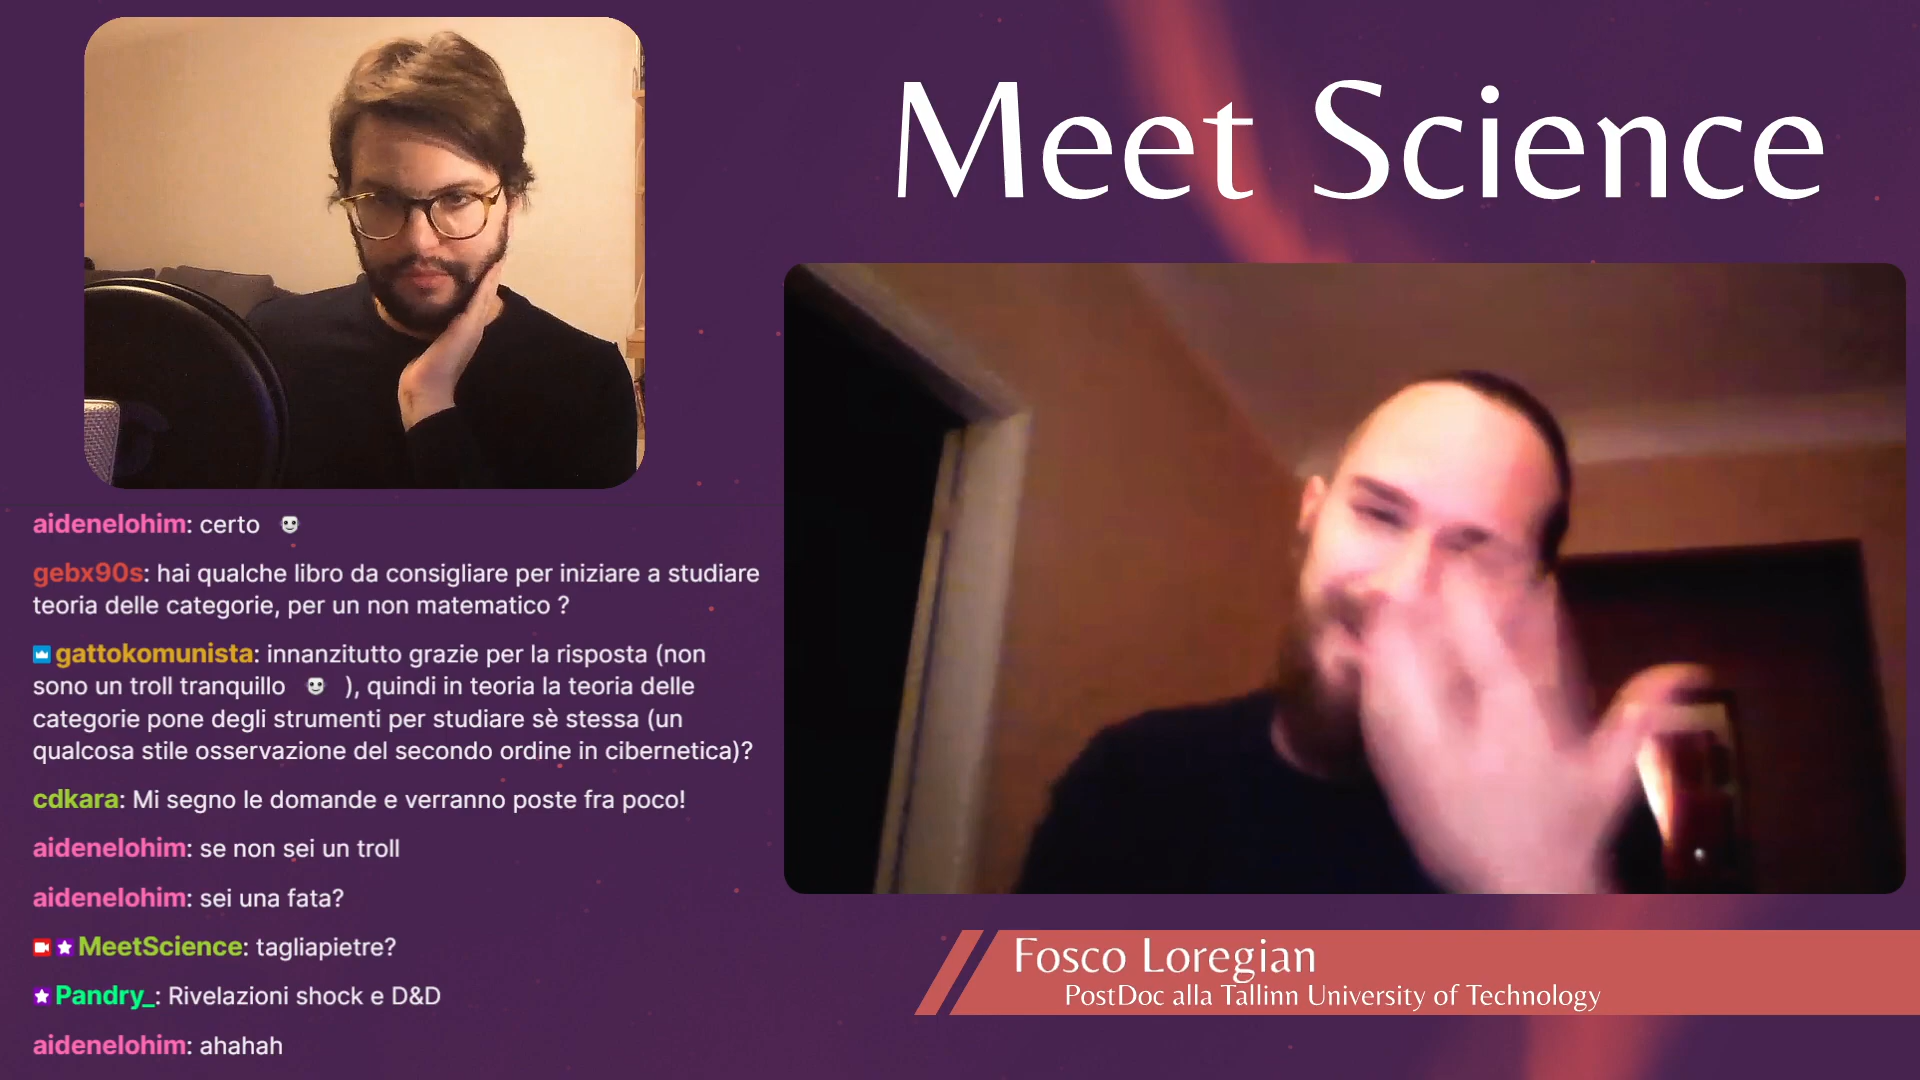 Meet Science
aidenelohim: certo
gebx90s: hai qualche libro da consigliare per iniziare a studiare
teoria delle categorie, per un non matematico ?
gattokomunista: innanzitutto grazie per la risposta (non
sono un troll tranquillo ), quindi in teoria la teoria delle
categorie pone degli strumenti per studiare sè stessa (un
qualcosa stile osservazione del secondo ordine in cibernetica)?
cdkara: Mi segno le domande e verranno poste fra poco!
aidenelohim: se non sei un troll
aidenelohim: sei una fata?
MeetScience: tagliapietre?
Pandry_: Rivelazioni shock e D&D
aidenelohim: ahahah
Fosco Loregian
PostDoc alla Tallinn University of Technology